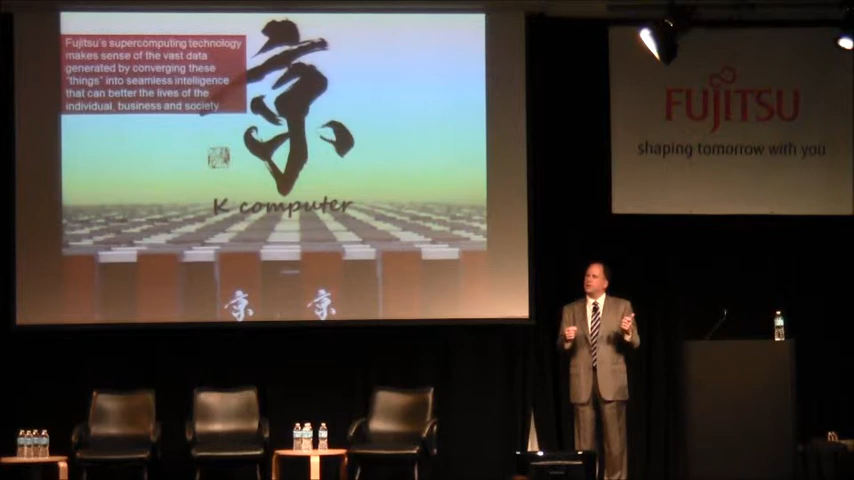 Fujitsu's supercomputing technology
makes sense of the vast data
generated by converging these
"things" into seamless intelligence
that can better the lives of the
individual, business and society
京
K computer
京 京
FUJITSU
shaping tomorrow with you